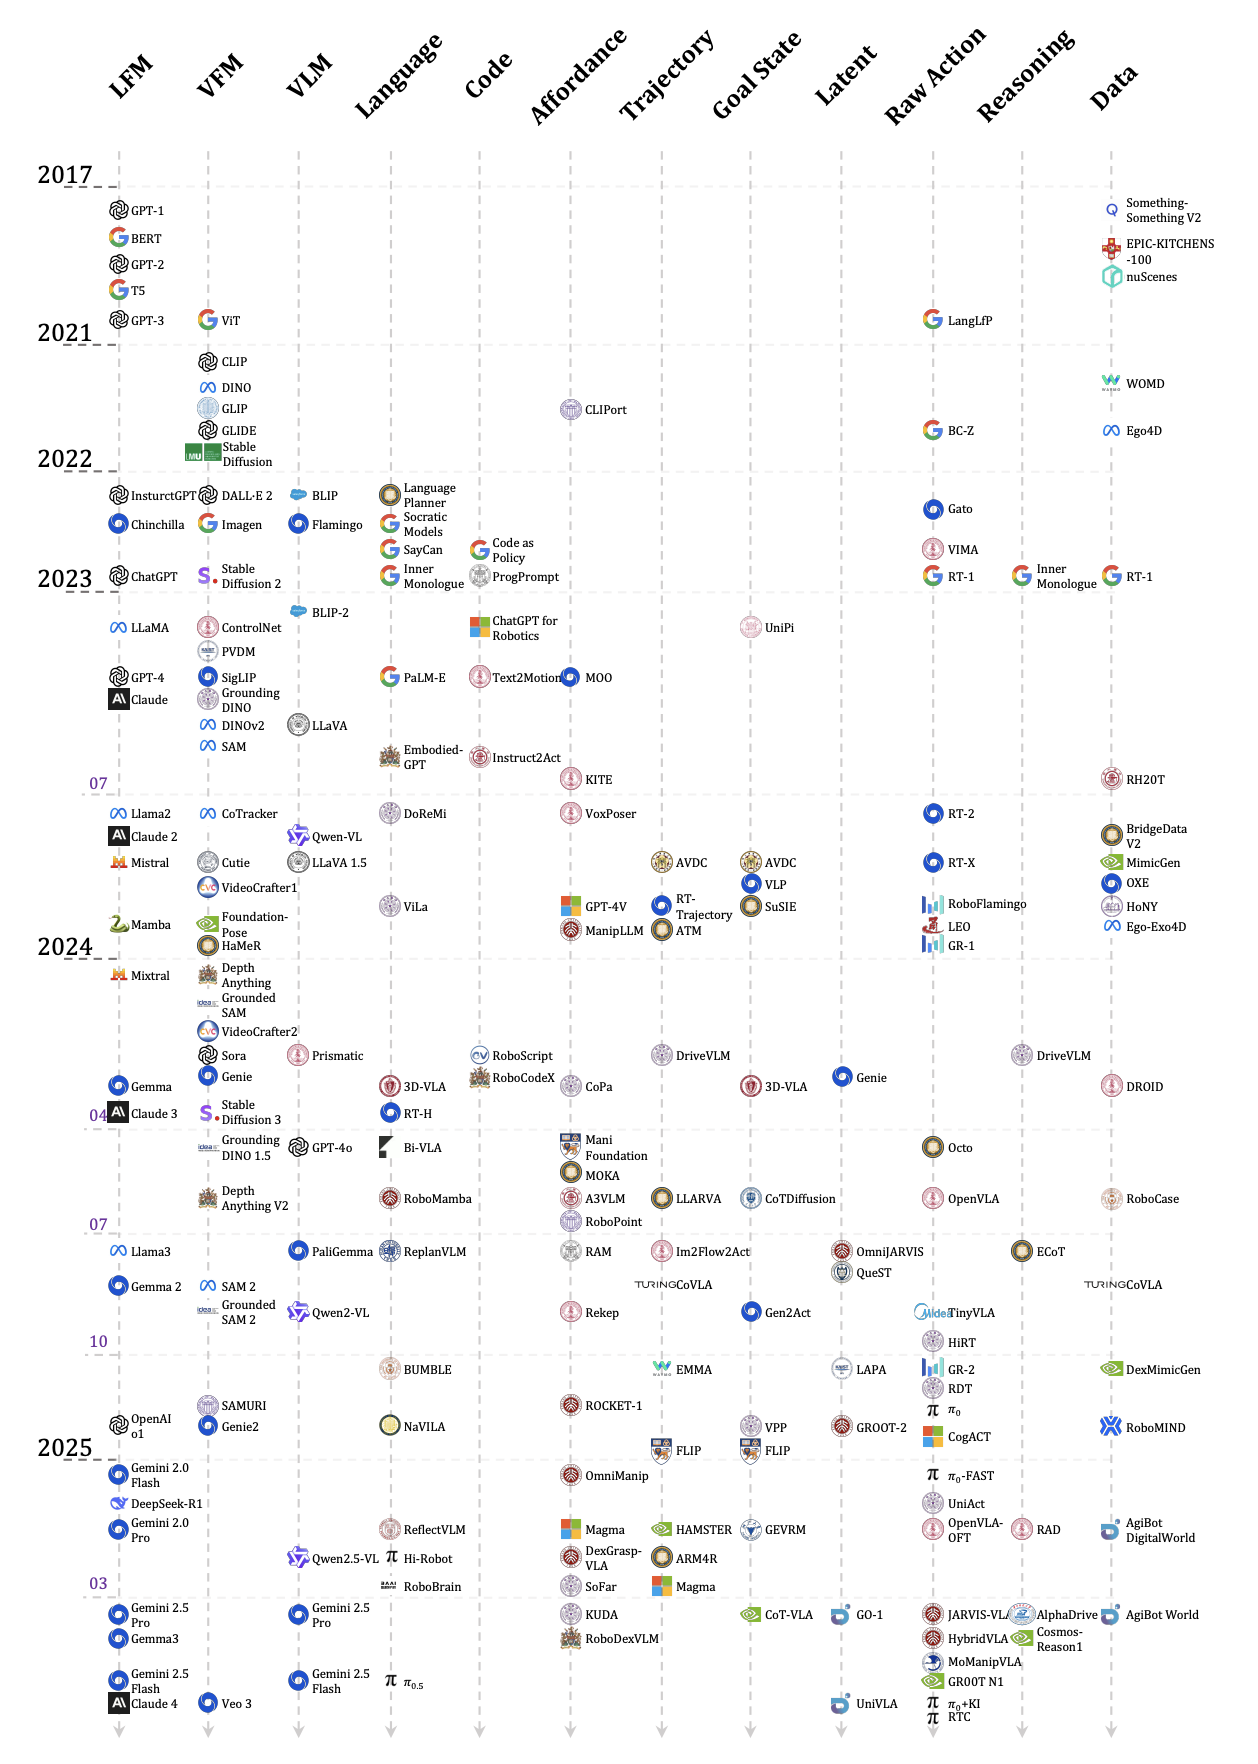 LFM VFM VLM Language Code Affordance Trajectory Goal State Latent Raw Action Reasoning Data
2017
GPT-1 Something-
Something V2
BERT EPIC-KITCHENS
-100
GPT-2
nuScenes
T5
GPT-3 ViT LangLfP
2021
CLIP
DINO WOMD
GLIP CLIPort
GLIDE BC-Z Ego4D
Stable
Diffusion
2022
InsturctGPT DALL·E 2 BLIP Language
Planner
Gato
Chinchilla Imagen Flamingo Socratic
Models
SayCan Code as
Policy
VIMA
ChatGPT Stable
Diffusion 2
Inner
Monologue
ProgPrompt RT-1 Inner
Monologue
RT-1
2023
BLIP-2
LLaMA ControlNet ChatGPT for
Robotics
UniPi
PVDM
GPT-4 SigLIP PaLM-E Text2Motion MOO
Claude Grounding
DINO
DINOv2 LLaVA
SAM
Embodied-
GPT
Instruct2Act
KITE RH20T
07
Llama2 CoTracker DoReMi VoxPoser RT-2
Claude 2 Qwen-VL BridgeData
V2
Mistral Cutie LLaVA 1.5 AVDC AVDC RT-X MimicGen
VideoCrafter1 VLP OXE
ViLa GPT-4V RT-
Trajectory
SuSIE RoboFlamingo HoNY
Mamba Foundation-
Pose
ManipLLM ATM LEO Ego-Exo4D
HaMeR GR-1
2024
Mixtral Depth
Anything
Grounded
SAM
idea
VideoCrafter2
Sora Prismatic RoboScript DriveVLM DriveVLM
Genie RoboCodeX Genie
Gemma 3D-VLA CoPa 3D-VLA DROID
04
Claude 3 Stable
Diffusion 3
RT-H
idea
Grounding
DINO 1.5
GPT-4o Bi-VLA Mani
Foundation
Octo
MOKA
Depth
Anything V2
RoboMamba A3VLM LLARVA CoTDiffusion OpenVLA RoboCase
RoboPoint
07
Llama3 PaliGemma ReplanVLM RAM Im2Flow2Act OmniJARVIS ECoT
QueST
Gemma 2 SAM 2 TURING CoVLA TURING CoVLA
idea
Grounded
SAM 2
Qwen2-VL Rekep Gen2Act Midea TinyVLA
10
HiRT
BUMBLE EMMA LAPA GR-2 DexMimicGen
RDT
SAMURI ROCKET-1 π π0
OpenAI
o1
Genie2 NaVILA VPP GROOT-2 CogACT RoboMIND
2025
FLIP FLIP
Gemini 2.0
Flash
OmniManip π π0-FAST
DeepSeek-R1 UniAct
Gemini 2.0
Pro
ReflectVLM Magma HAMSTER GEVRM OpenVLA-
OFT
RAD AgiBot
DigitalWorld
Qwen2.5-VL π Hi-Robot DexGrasp-
VLA
ARM4R
BAAI RoboBrain SoFar Magma
03
Gemini 2.5
Pro
Gemini 2.5
Pro
KUDA CoT-VLA GO-1 JARVIS-VLA AlphaDrive AgiBot World
Gemma3 RoboDexVLM HybridVLA Cosmos-
Reason1
MoManipVLA
Gemini 2.5
Flash
Gemini 2.5
Flash
π π0.5 GR00T N1
Claude 4 Veo 3 UniVLA π π0+KI
π RTC